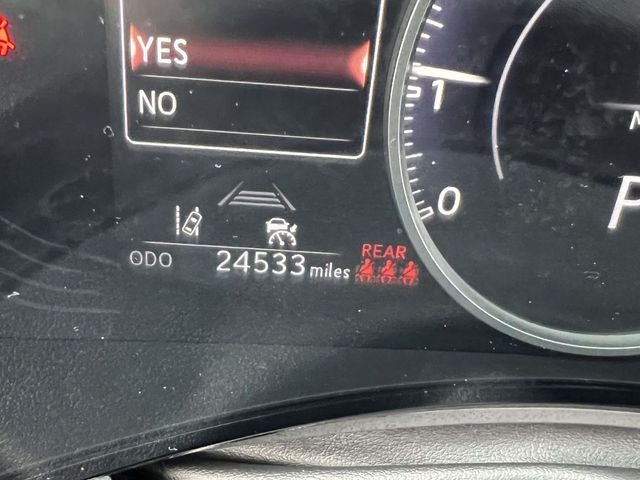 YES
NO
1
0
P
ODO 24533 miles
REAR